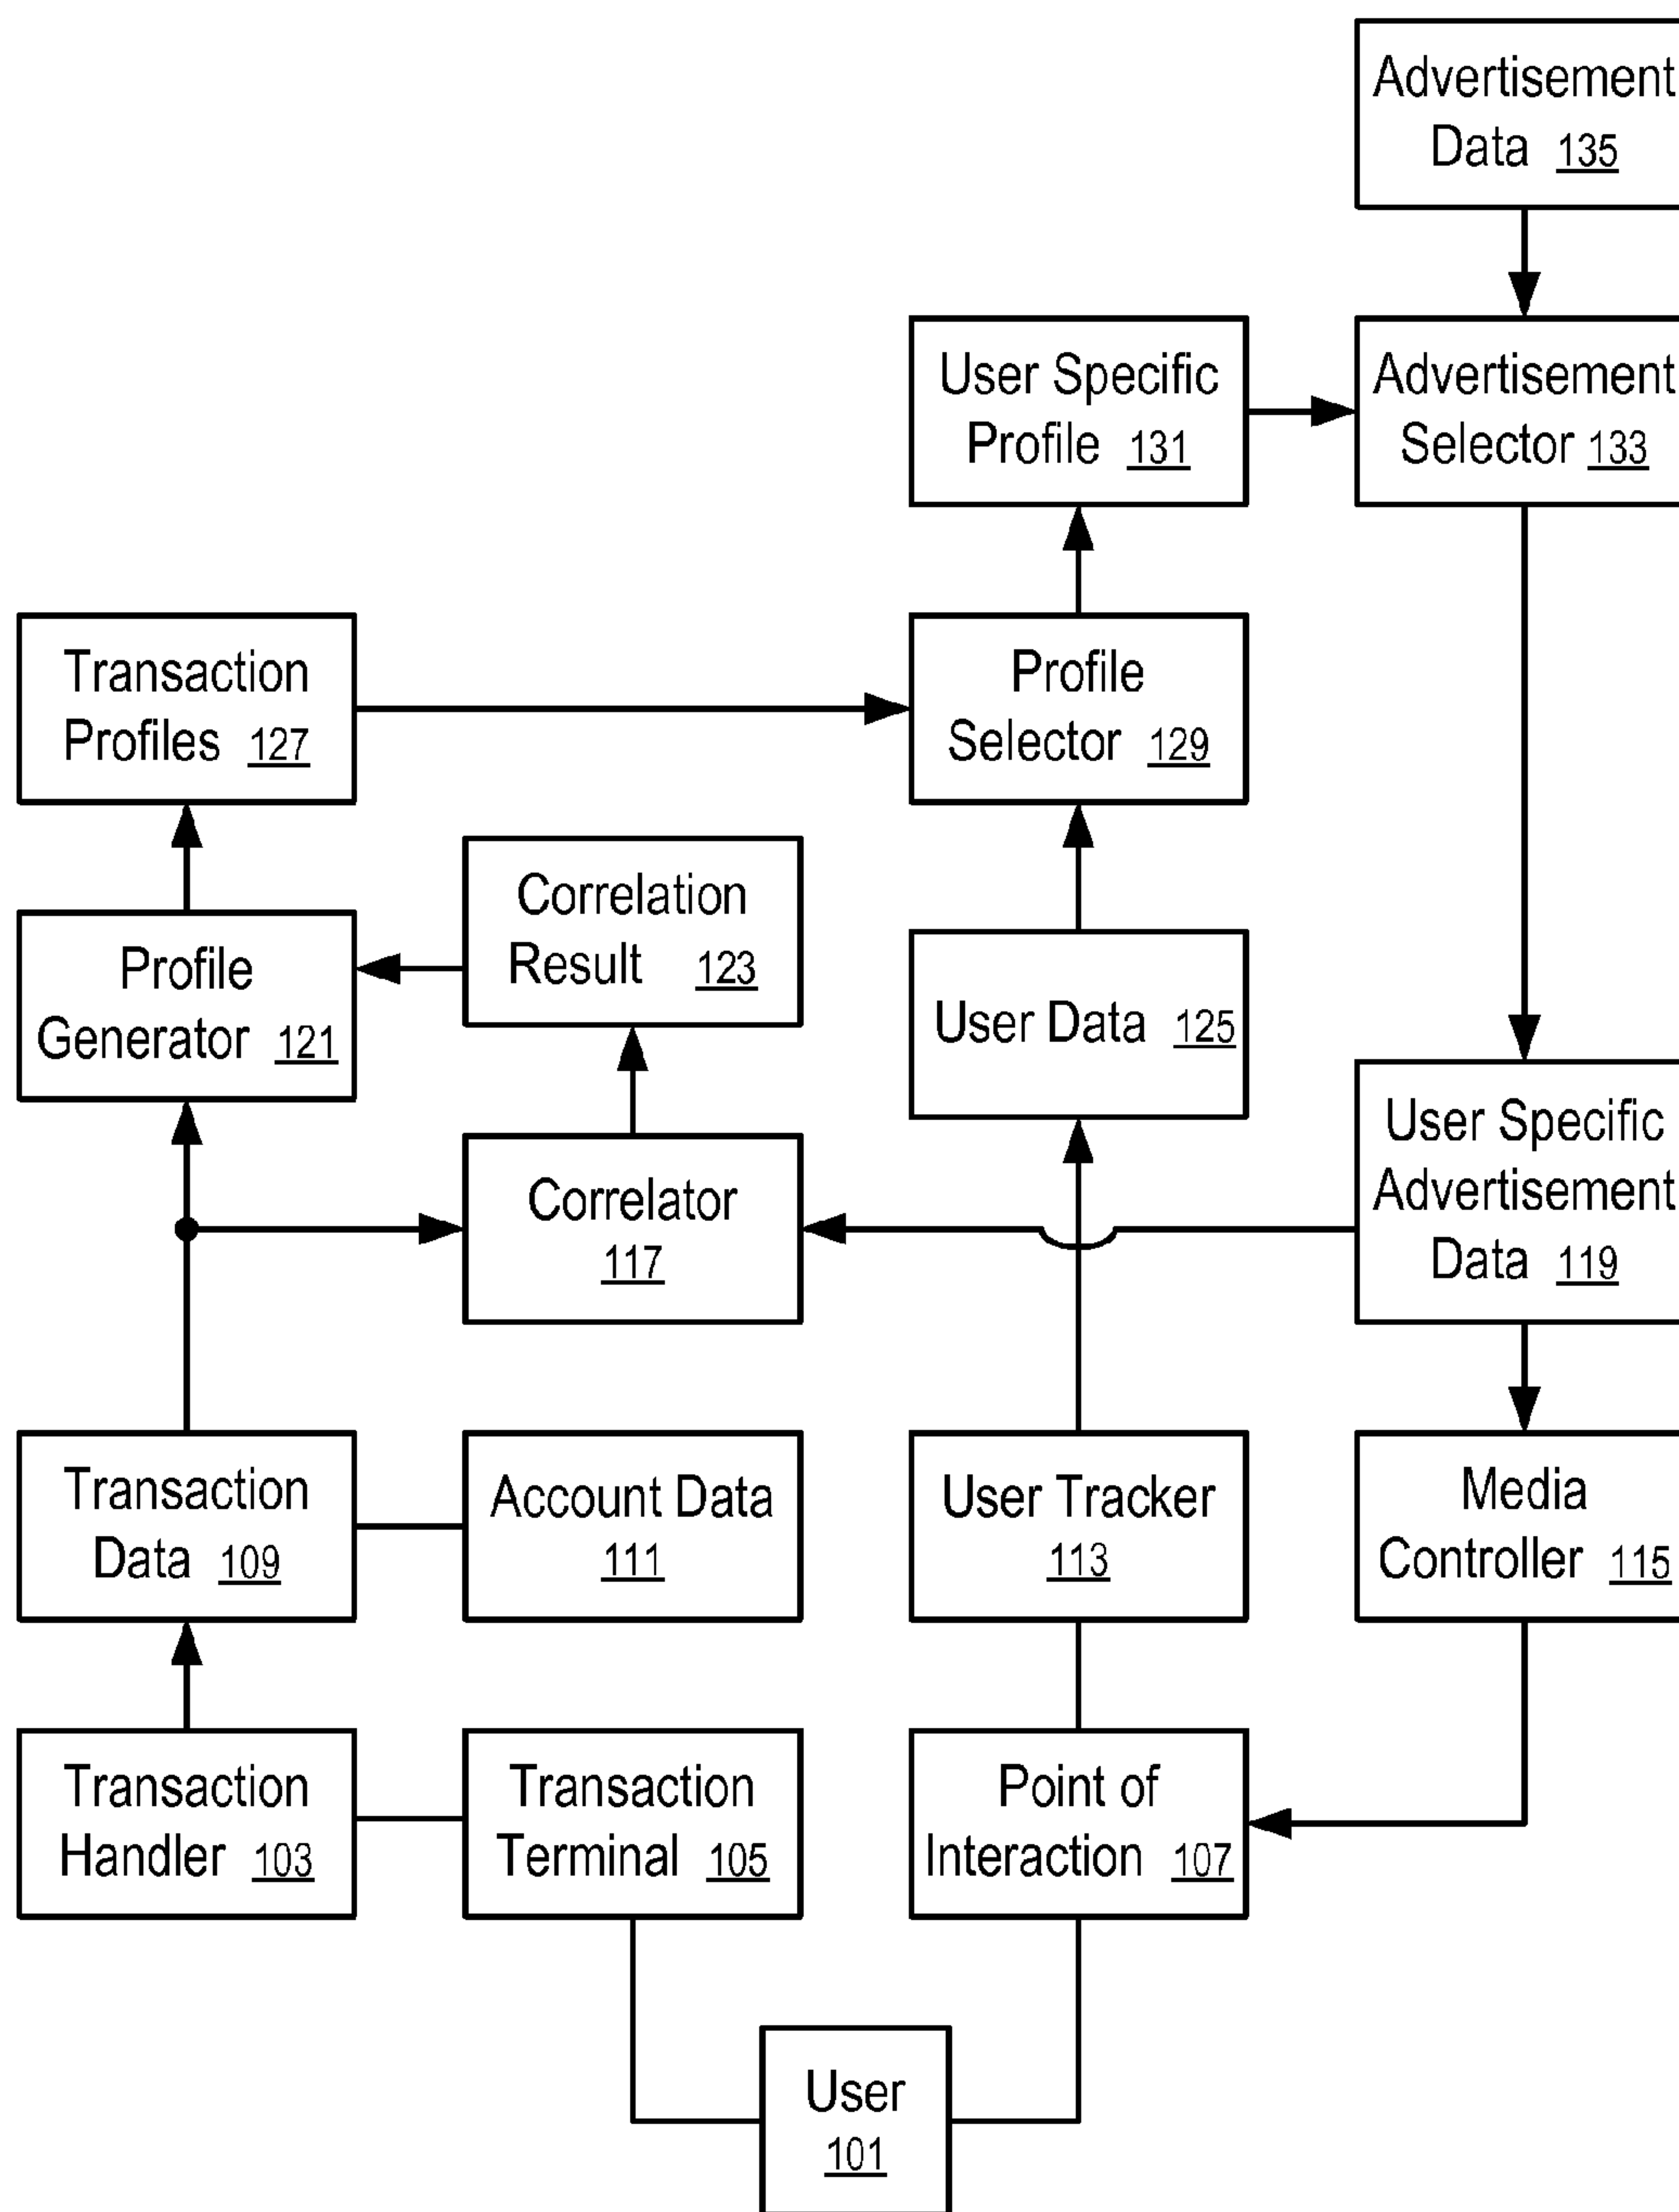 Advertisement
Data 135
User Specific
Profile 131
Advertisement
Selector 133
Transaction
Profiles 127
Profile
Selector 129
Correlation
Result 123
Profile
Generator 121
User Data 125
User Specific
Advertisement
Data 119
Correlator
117
Transaction
Data 109
Account Data
111
User Tracker
113
Media
Controller 115
Transaction
Handler 103
Transaction
Terminal 105
Point of
Interaction 107
User
101